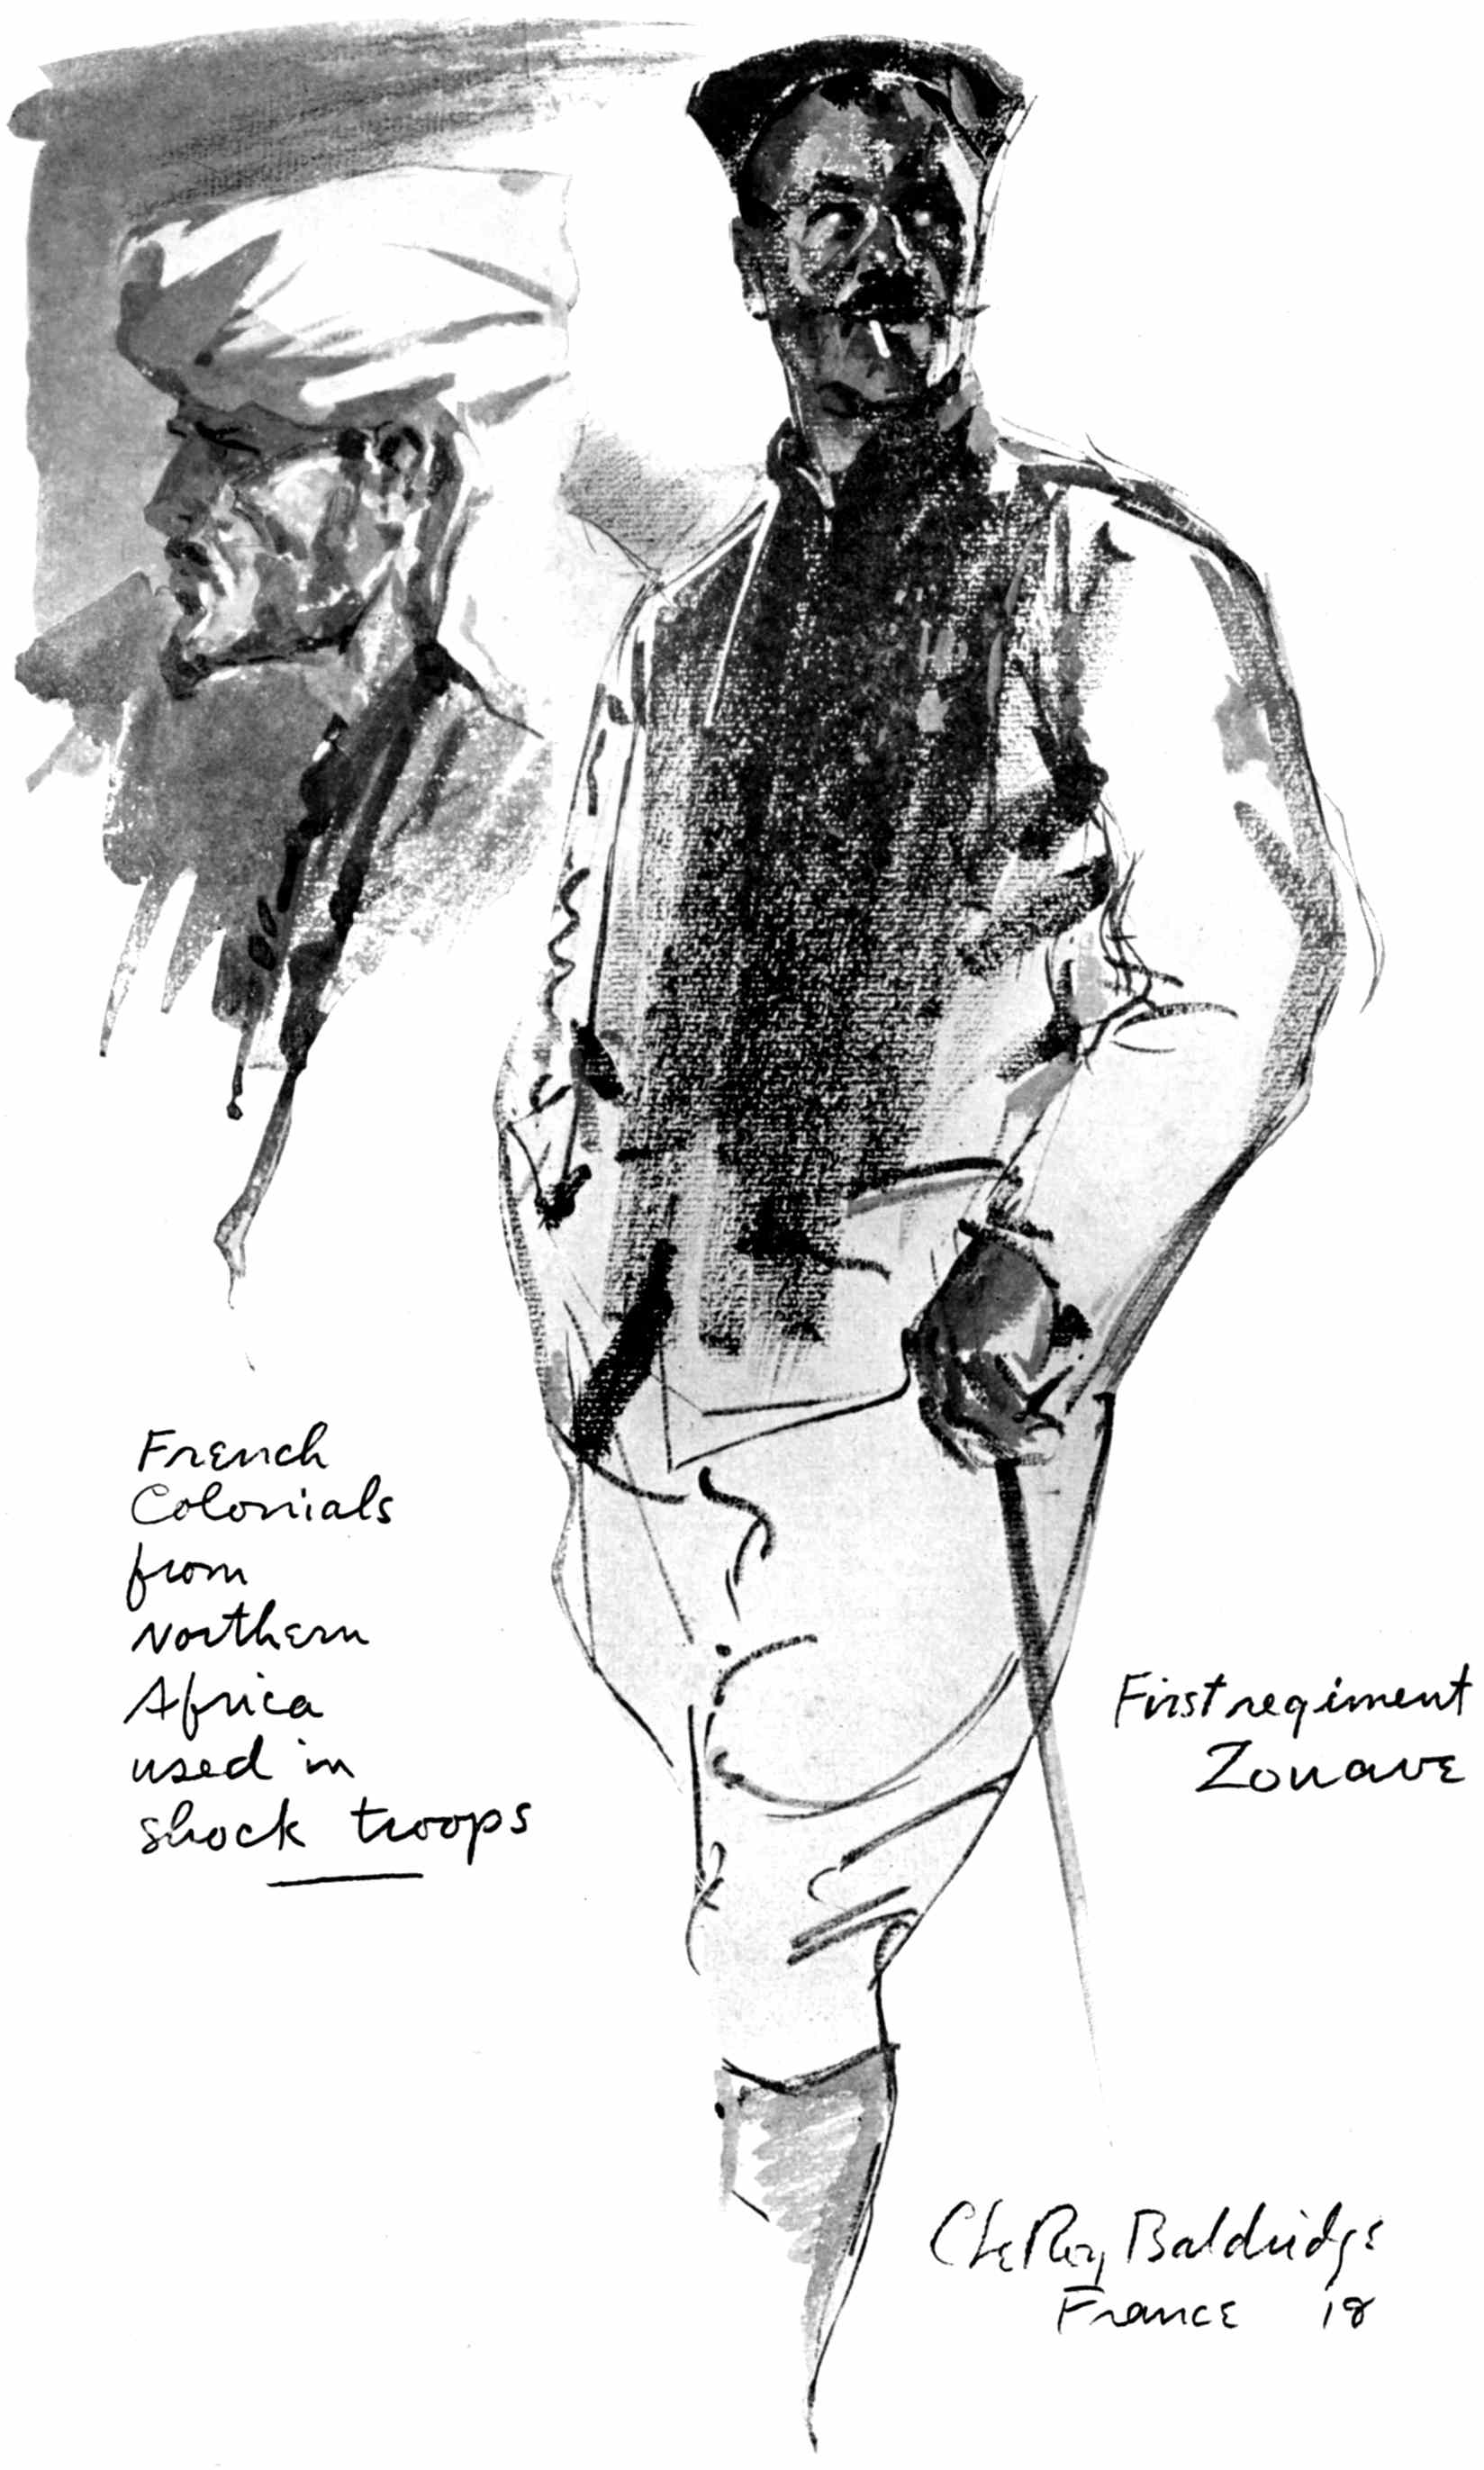 French
Colonials
from
Northern
Africa
used in
shock troops
First regiment
Zouave
C LeRoy Baldridge
France 18